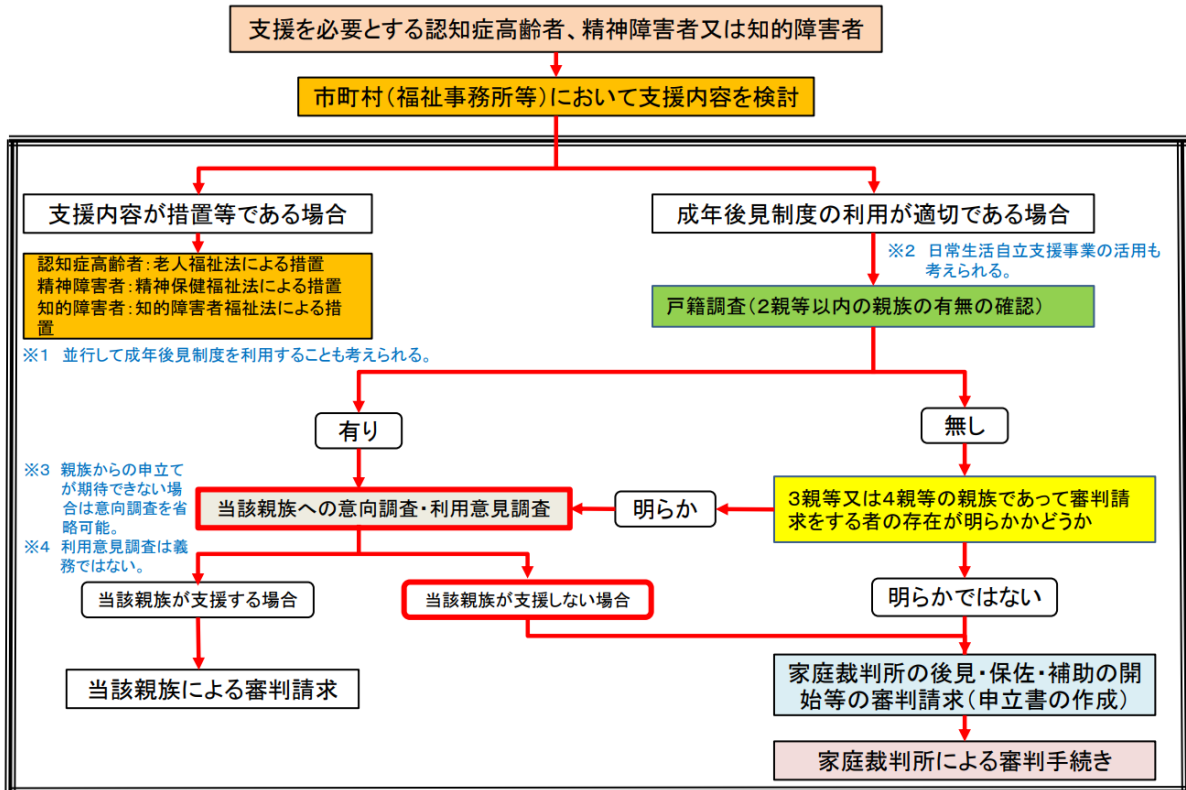 支援を必要とする認知症高齢者、精神障害者又は知的障害者
市町村(福祉事務所等)において支援内容を検討
支援内容が措置等である場合
成年後見制度の利用が適切である場合
※2 日常生活自立支援事業の活用も
考えられる。
認知症高齢者:老人福祉法による措置
精神障害者:精神保健福祉法による措置
知的障害者:知的障害者福祉法による措
置
戸籍調査(2親等以内の親族の有無の確認)
※1 並行して成年後見制度を利用することも考えられる。
有り
無し
※3 親族からの申立て
が期待できない場
合は意向調査を省
略可能。
※4 利用意見調査は義
務ではない。
当該親族への意向調査・利用意見調査
明らか
3親等又は4親等の親族であって審判請
求をする者の存在が明らかかどうか
当該親族が支援する場合
当該親族が支援しない場合
明らかではない
当該親族による審判請求
家庭裁判所の後見・保佐・補助の開
始等の審判請求(申立書の作成)
家庭裁判所による審判手続き